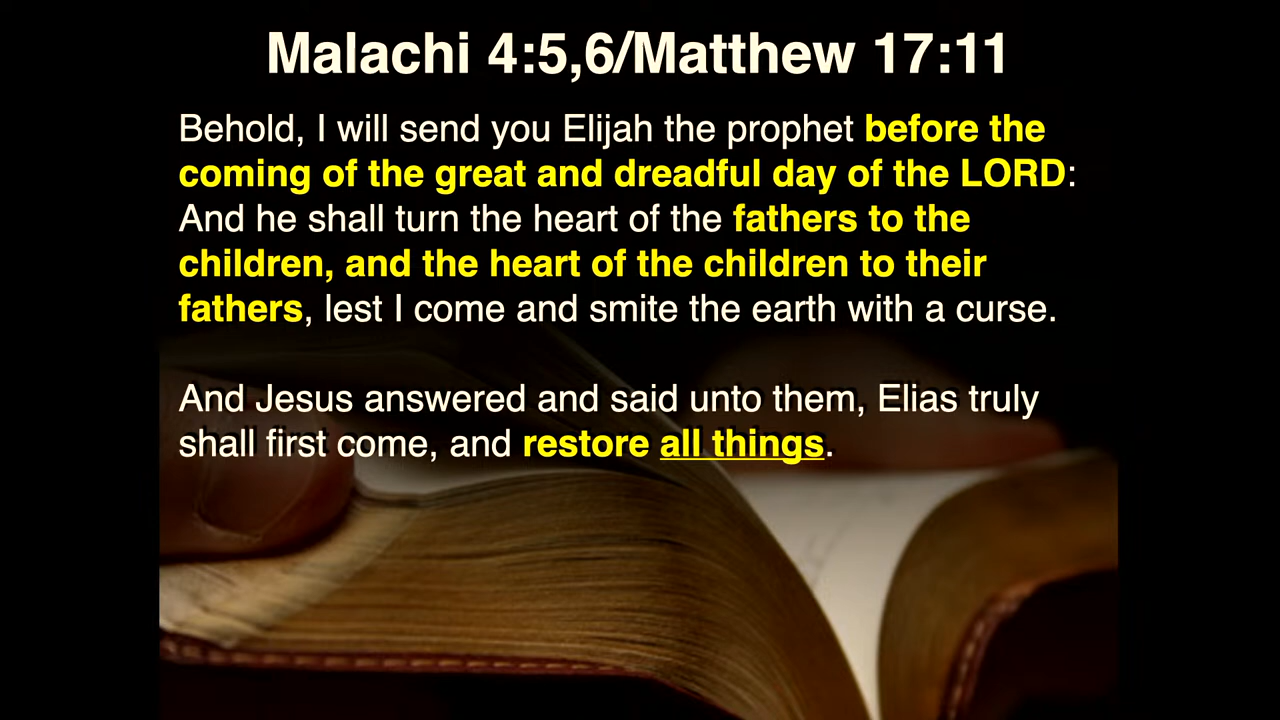 Malachi 4:5,6/Matthew 17:11
Behold, I will send you Elijah the prophet before the
coming of the great and dreadful day of the LORD:
And he shall turn the heart of the fathers to the
children, and the heart of the children to their
fathers, lest I come and smite the earth with a curse.
And Jesus answered and said unto them, Elias truly
shall first come, and restore all things.